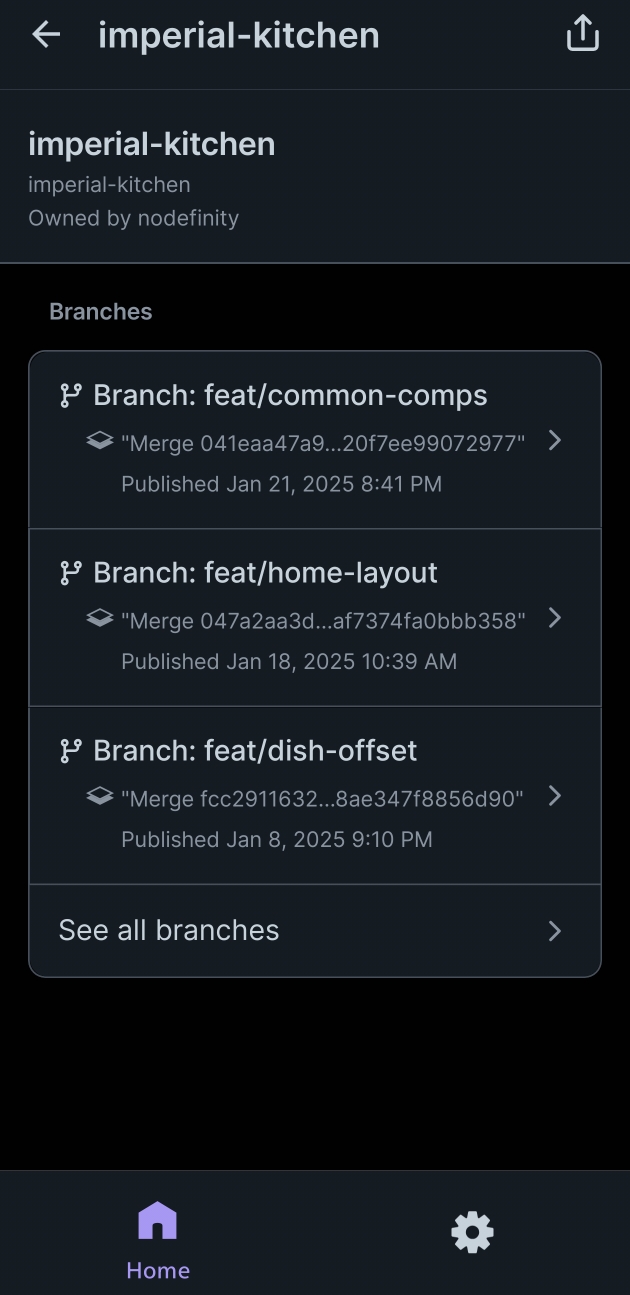 imperial-kitchen
imperial-kitchen
imperial-kitchen
Owned by nodefinity
Branches
Branch: feat/common-comps
"Merge 041eaa47a9...20f7ee99072977"
Published Jan 21, 2025 8:41 PM
Branch: feat/home-layout
"Merge 047a2aa3d...af7374fa0bbb358"
Published Jan 18, 2025 10:39 AM
Branch: feat/dish-offset
"Merge fcc2911632...8ae347f8856d90"
Published Jan 8, 2025 9:10 PM
See all branches
Home